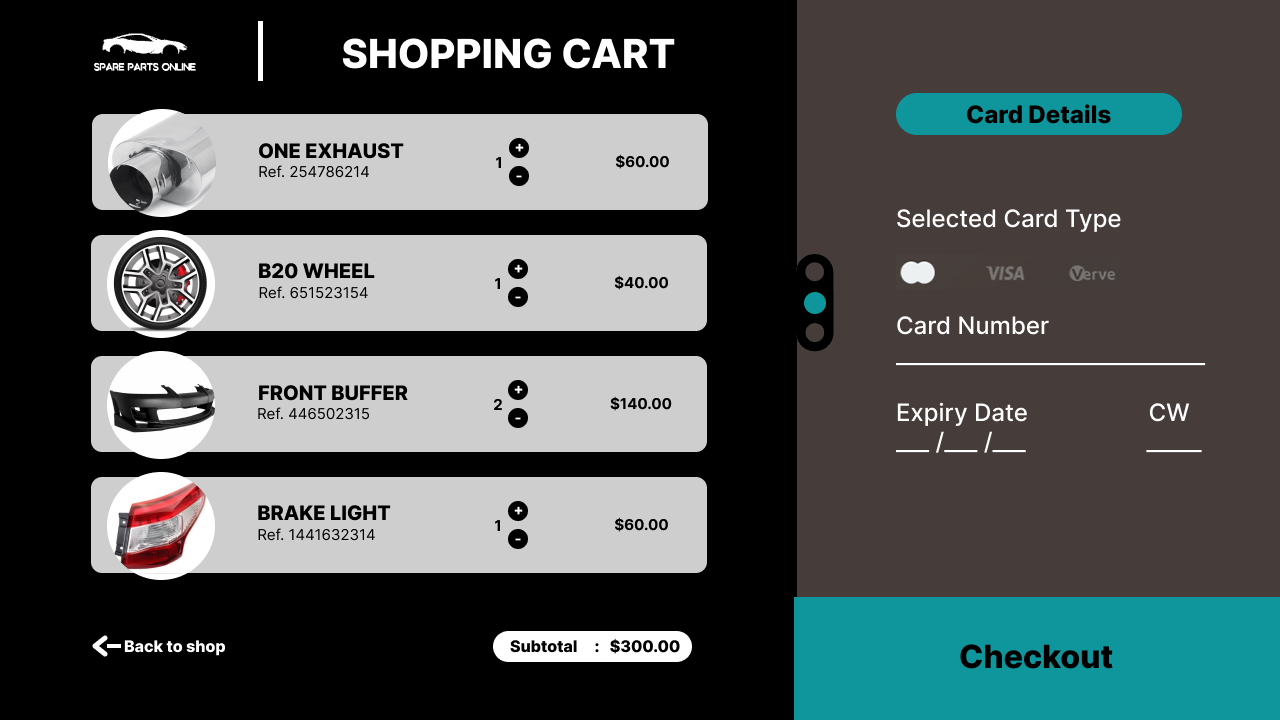 SPARE PARTS ONLINE
SHOPPING CART
ONE EXHAUST
Ref. 254786214
1
+
-
$60.00
B20 WHEEL
Ref. 651523154
1
+
-
$40.00
FRONT BUFFER
Ref. 446502315
2
+
-
$140.00
BRAKE LIGHT
Ref. 1441632314
1
+
-
$60.00
Back to shop
Subtotal : $300.00
Card Details
Selected Card Type
VISA
Verve
Card Number
Expiry Date
CW
__ /__ /__
Checkout